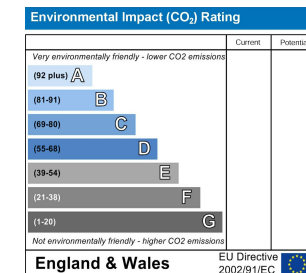 Environmental Impact (CO₂) Rating
Current Potentia
Very environmentally friendly - lower CO2 emissions
(92 plus) A
(81-91) B
(69-80) C
(55-68) D
(39-54) E
(21-38) F
(1-20) G
Not environmentally friendly - higher CO2 emissions
England & Wales
EU Directive
2002/91/EC